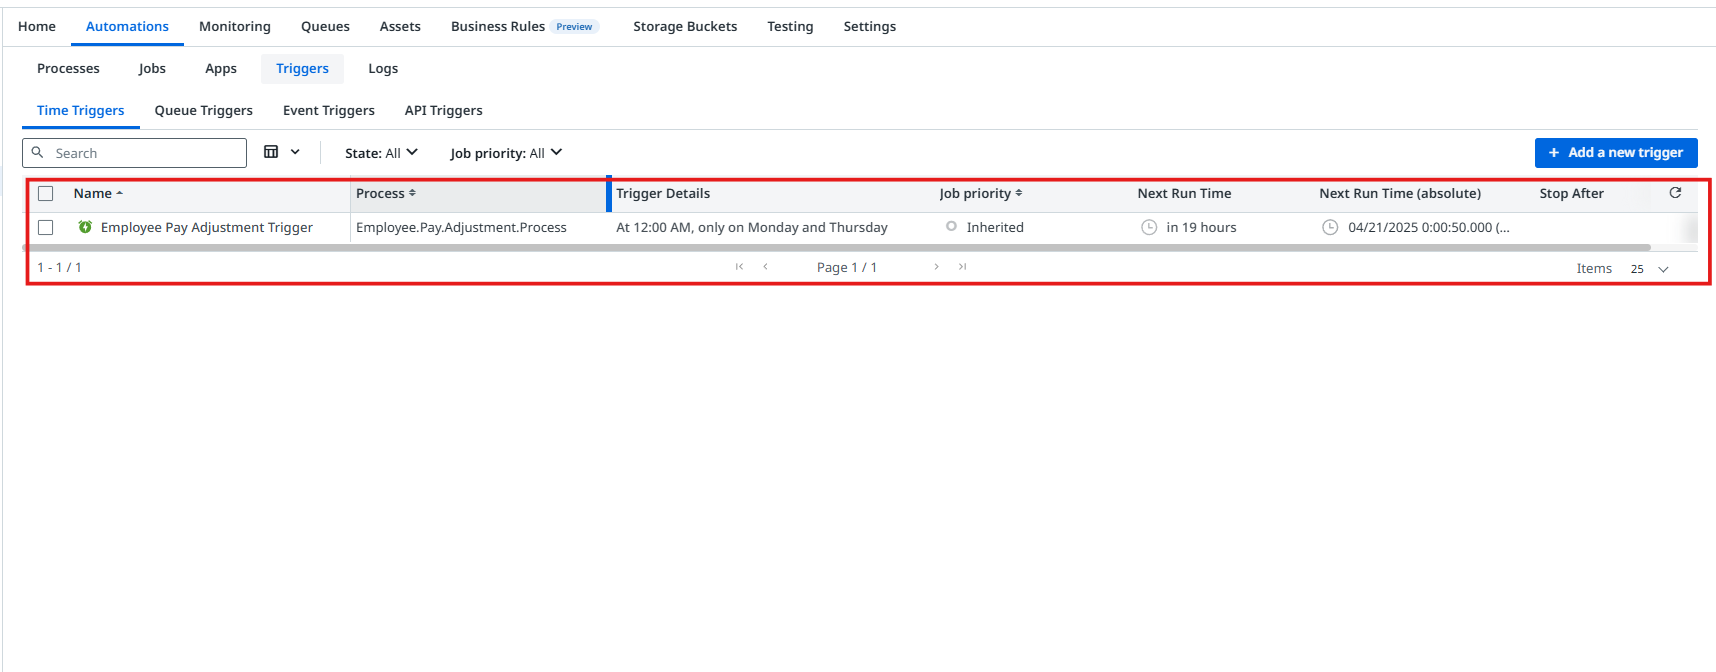 Home Automations Monitoring Queues Assets Business Rules Preview Storage Buckets Testing Settings
Processes Jobs Apps Triggers Logs
Time Triggers Queue Triggers Event Triggers API Triggers
Search State: All Job priority: All + Add a new trigger
Name Process Trigger Details Job priority Next Run Time Next Run Time (absolute) Stop After
Employee Pay Adjustment Trigger Employee.Pay.Adjustment.Process At 12:00 AM, only on Monday and Thursday Inherited in 19 hours 04/21/2025 0:00:50.000 (...
1 - 1 / 1 Page 1 / 1 Items 25